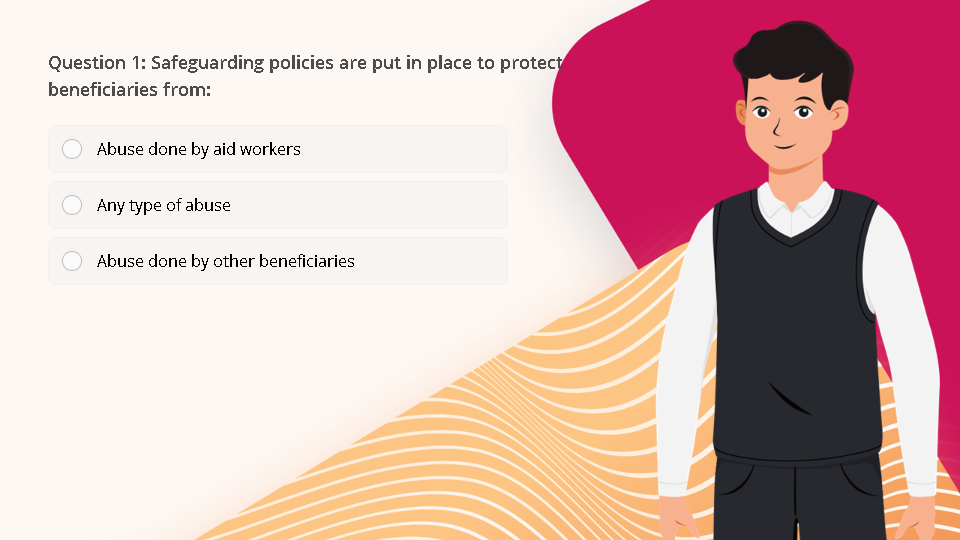 Question 1: Safeguarding policies are put in place to protect
beneficiaries from:
Abuse done by aid workers
Any type of abuse
Abuse done by other beneficiaries